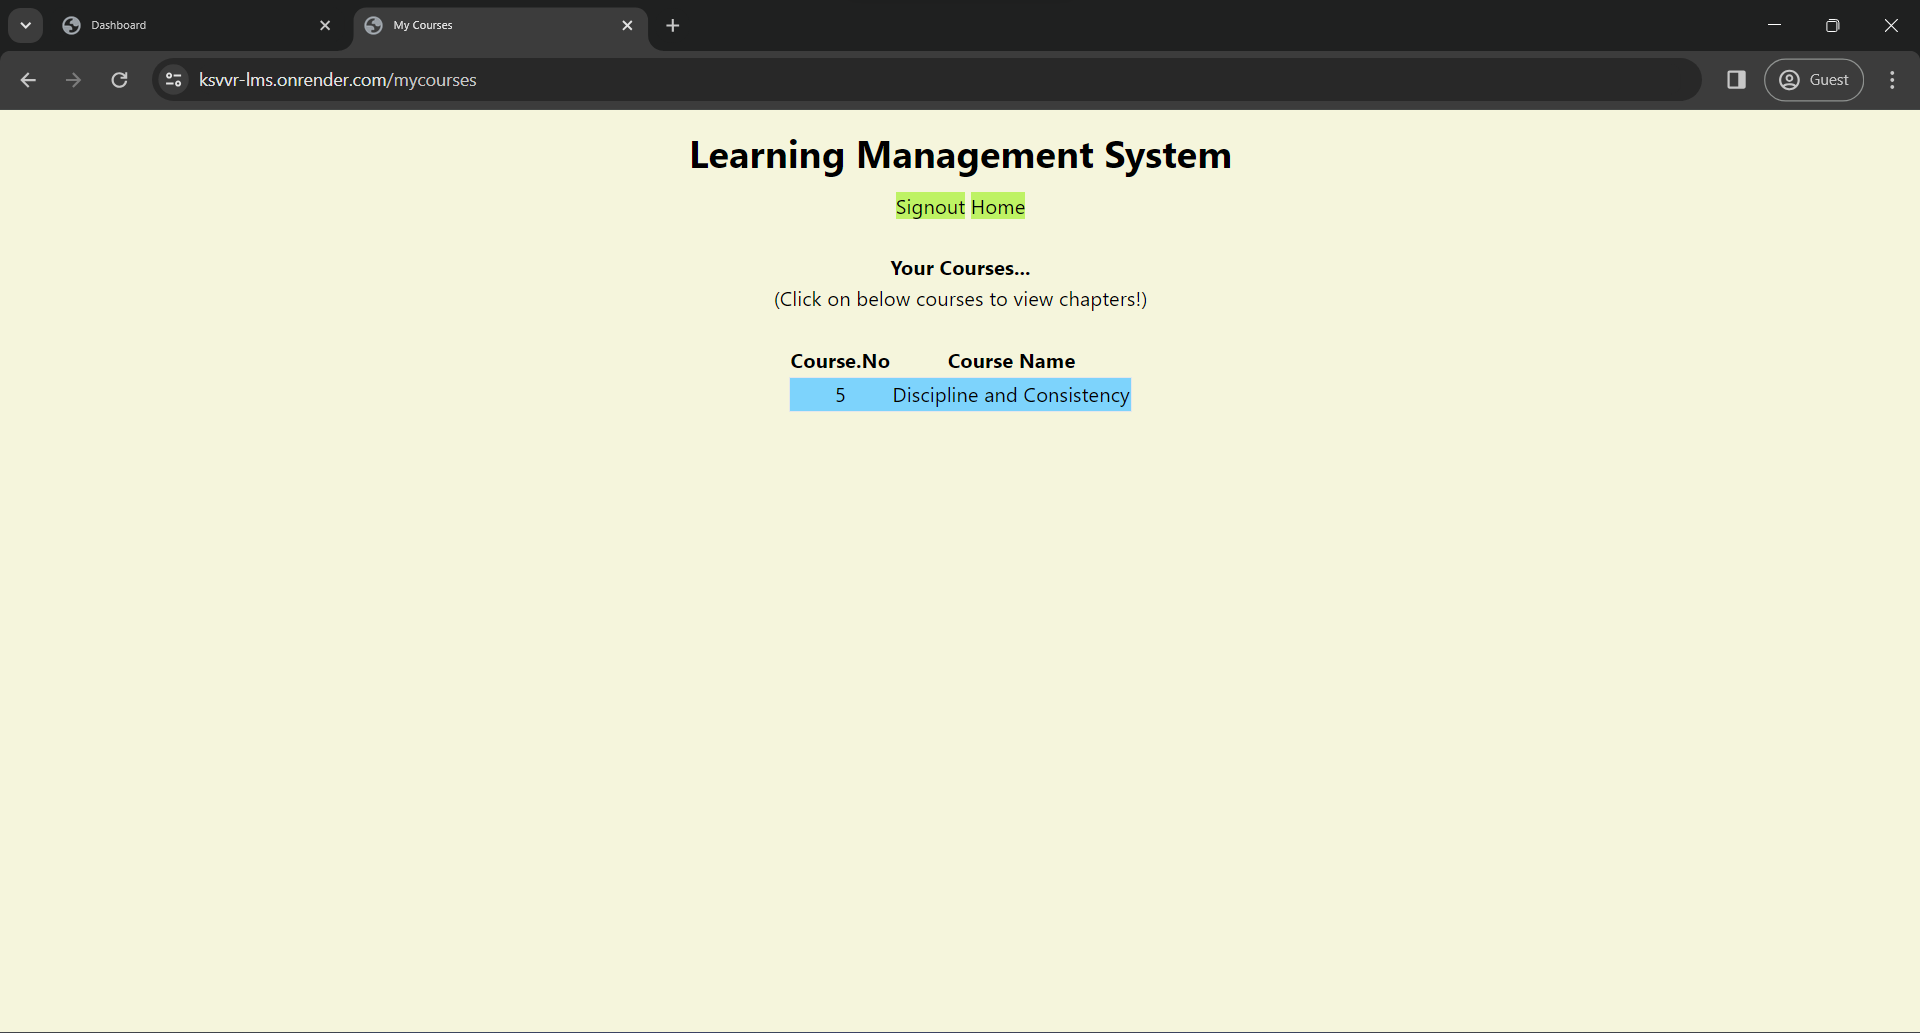 Dashboard
My Courses
ksvvr-lms.onrender.com/mycourses
Guest
Learning Management System
Signout Home
Your Courses...
(Click on below courses to view chapters!)
Course.No Course Name
5 Discipline and Consistency